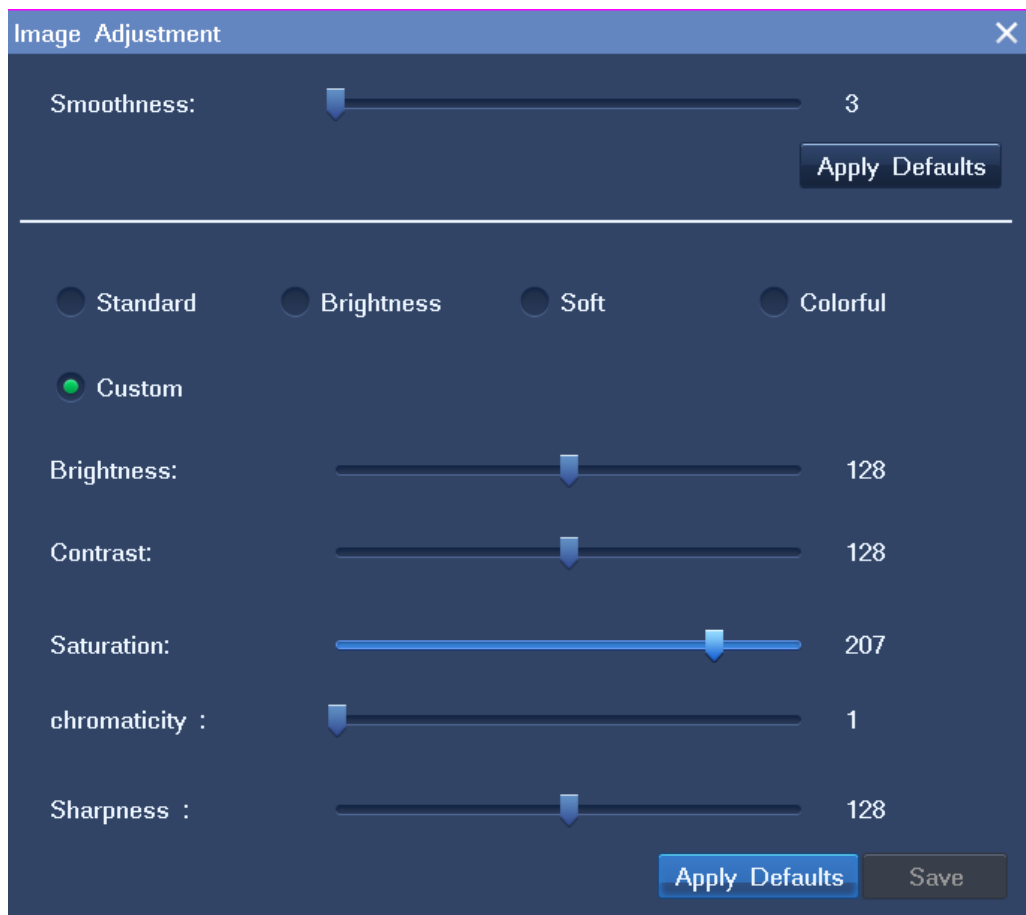 Image Adjustment
Smoothness: 3
Apply Defaults
Standard Brightness Soft Colorful
Custom
Brightness: 128
Contrast: 128
Saturation: 207
chromaticity : 1
Sharpness : 128
Apply Defaults Save